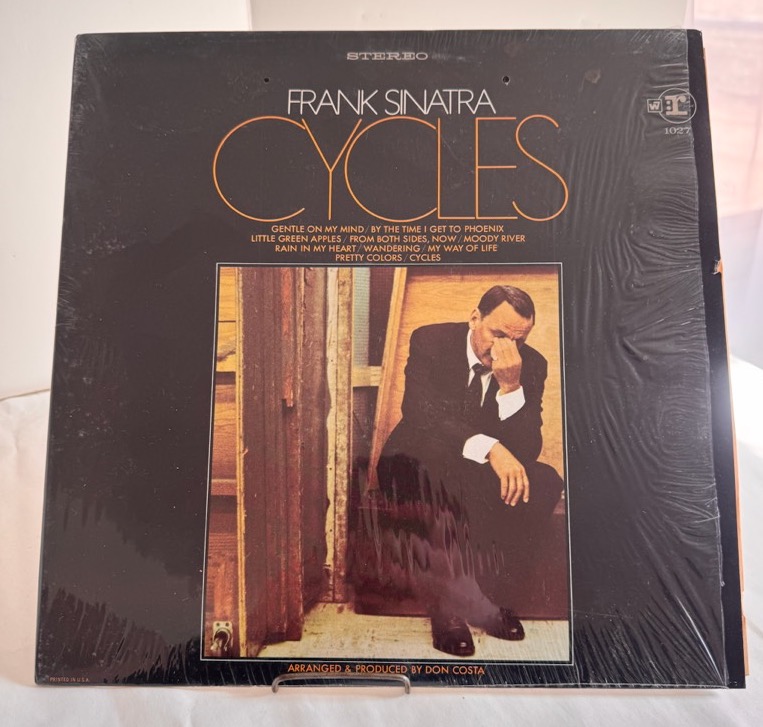 STEREO
FRANK SINATRA
CYCLES
W B r
1027
GENTLE ON MY MIND / BY THE TIME I GET TO PHOENIX
LITTLE GREEN APPLES / FROM BOTH SIDES, NOW / MOODY RIVER
RAIN IN MY HEART / WANDERING / MY WAY OF LIFE
PRETTY COLORS / CYCLES
ARRANGED & PRODUCED BY DON COSTA
PRINTED IN U.S.A.